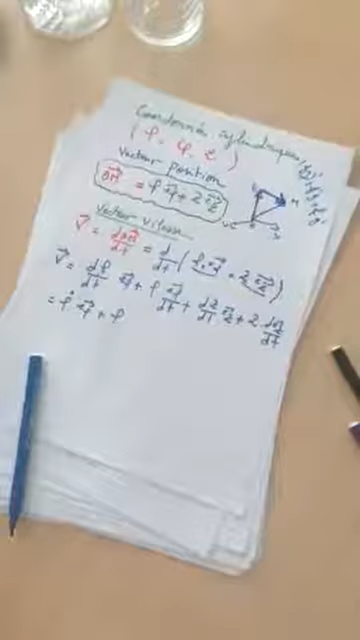 Coordonnées cylindriques
(ρ, φ, z)
Vecteur Position
OM⃗ = ρ e⃗ρ + z e⃗z
Vecteur vitesse
V⃗ = dOM⃗/dt = d/dt (ρ e⃗ρ + z e⃗z)
V⃗ = dρ/dt e⃗ρ + ρ de⃗ρ/dt + dz/dt e⃗z + z de⃗z/dt
= ρ̇ e⃗ρ + ρ